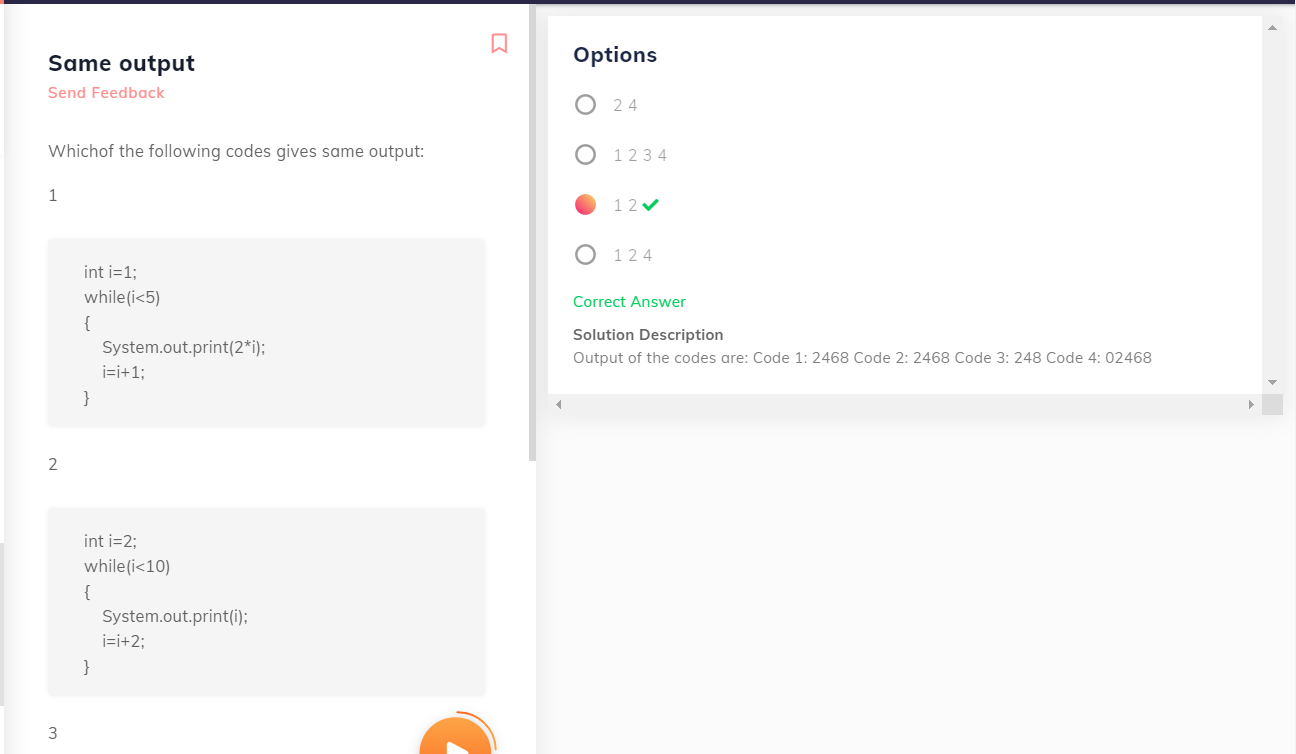 Same output
Send Feedback
Whichof the following codes gives same output:
1
int i=1;
while(i<5)
{
System.out.print(2*i);
i=i+1;
}
2
int i=2;
while(i<10)
{
System.out.print(i);
i=i+2;
}
3
Options
2 4
1 2 3 4
1 2
1 2 4
Correct Answer
Solution Description
Output of the codes are: Code 1: 2468 Code 2: 2468 Code 3: 248 Code 4: 02468